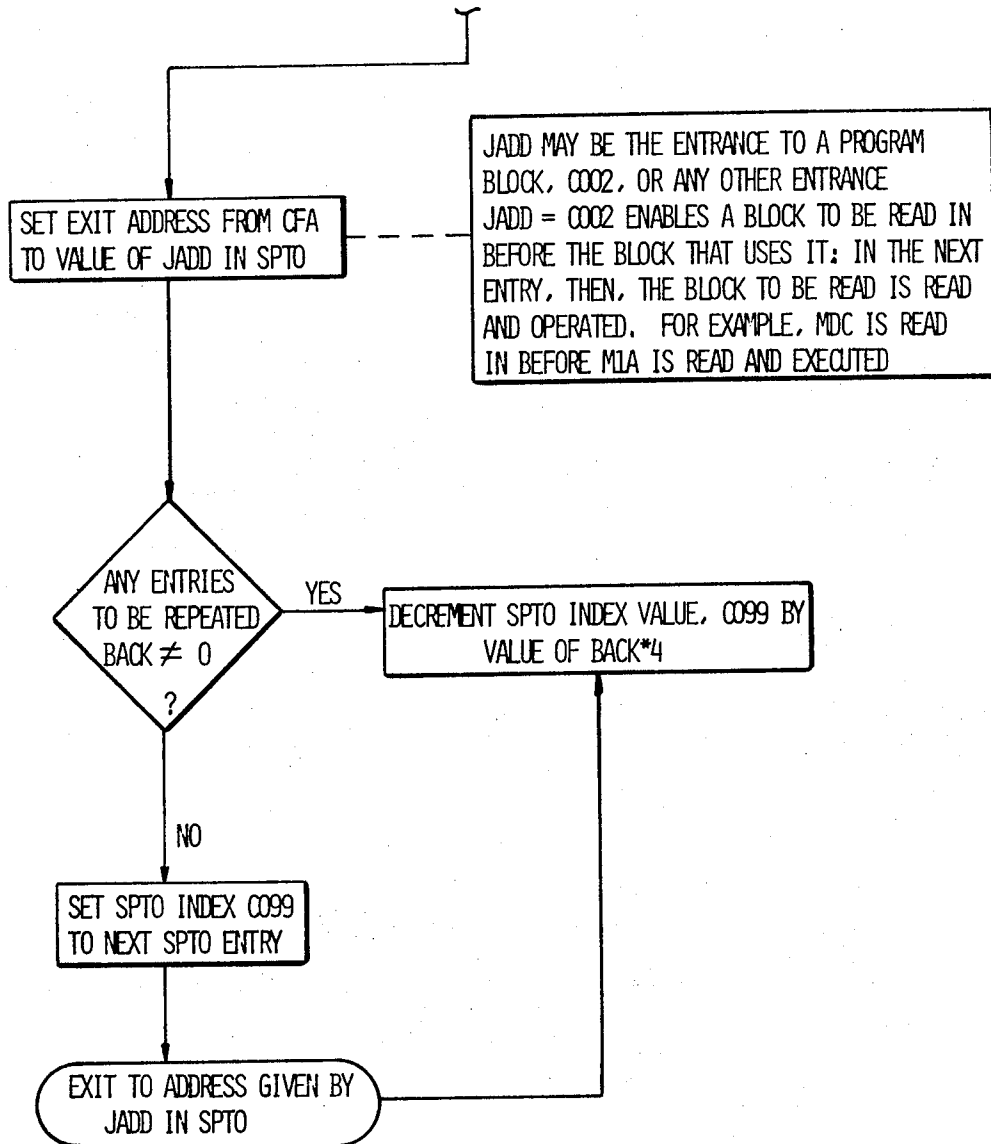 SET EXIT ADDRESS FROM CFA
TO VALUE OF JADD IN SPTO
JADD MAY BE THE ENTRANCE TO A PROGRAM
BLOCK, C002, OR ANY OTHER ENTRANCE
JADD = C002 ENABLES A BLOCK TO BE READ IN
BEFORE THE BLOCK THAT USES IT: IN THE NEXT
ENTRY, THEN, THE BLOCK TO BE READ IS READ
AND OPERATED. FOR EXAMPLE, MDC IS READ
IN BEFORE M1A IS READ AND EXECUTED
ANY ENTRIES
TO BE REPEATED
BACK ≠ 0
?
YES
DECREMENT SPTO INDEX VALUE, C099 BY
VALUE OF BACK*4
NO
SET SPTO INDEX C099
TO NEXT SPTO ENTRY
EXIT TO ADDRESS GIVEN BY
JADD IN SPTO